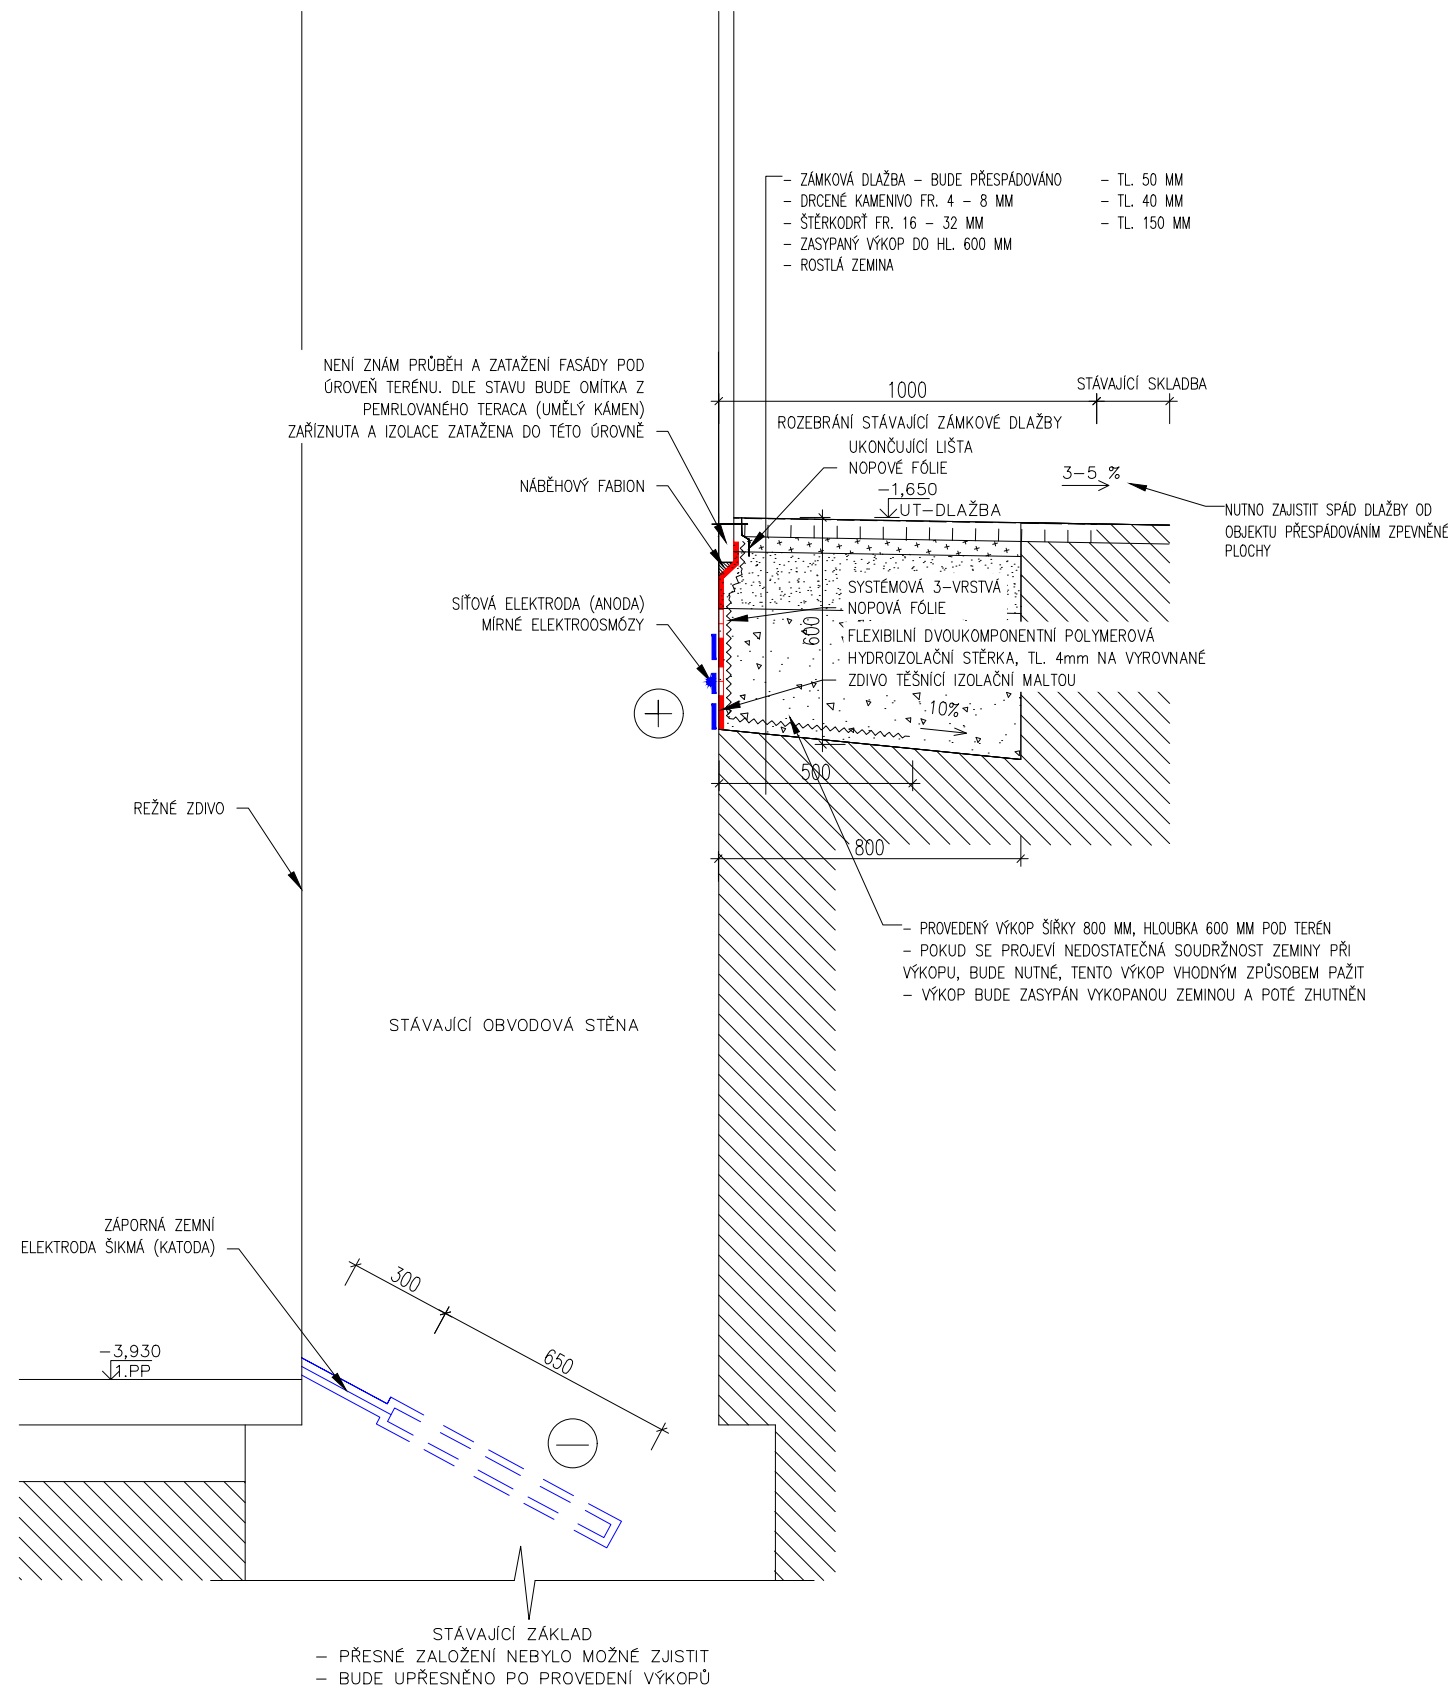 - ZÁMKOVÁ DLAŽBA - BUDE PŘESPÁDOVÁNO - TL. 50 MM
- DRCENÉ KAMENIVO FR. 4 - 8 MM - TL. 40 MM
- ŠTĚRKODRŤ FR. 16 - 32 MM - TL. 150 MM
- ZASYPANÝ VÝKOP DO HL. 600 MM
- ROSTLÁ ZEMINA
NENÍ ZNÁM PRŮBĚH A ZATAŽENÍ FASÁDY POD
ÚROVEŇ TERÉNU. DLE STAVU BUDE OMÍTKA Z
PEMRLOVANÉHO TERACA (UMĚLÝ KÁMEN)
ZAŘÍZNUTA A IZOLACE ZATAŽENA DO TÉTO ÚROVNĚ
1000
STÁVAJÍCÍ SKLADBA
ROZEBRÁNÍ STÁVAJÍCÍ ZÁMKOVÉ DLAŽBY
UKONČUJÍCÍ LIŠTA
NOPOVÉ FÓLIE
3-5 %
NÁBĚHOVÝ FABION
-1,650
UT-DLAŽBA
NUTNO ZAJISTIT SPÁD DLAŽBY OD
OBJEKTU PŘESPÁDOVÁNÍM ZPEVNĚNÉ
PLOCHY
SYSTÉMOVÁ 3-VRSTVÁ
NOPOVÁ FÓLIE
SÍŤOVÁ ELEKTRODA (ANODA)
MÍRNÉ ELEKTROOSMÓZY
600
FLEXIBILNÍ DVOUKOMPONENTNÍ POLYMEROVÁ
HYDROIZOLAČNÍ STĚRKA, TL. 4mm NA VYROVNANÉ
ZDIVO TĚŠNÍCÍ IZOLAČNÍ MALTOU
10%
500
REŽNÉ ZDIVO
800
- PROVEDENÝ VÝKOP ŠÍŘKY 800 MM, HLOUBKA 600 MM POD TERÉN
- POKUD SE PROJEVÍ NEDOSTATEČNÁ SOUDRŽNOST ZEMINY PŘI
VÝKOPU, BUDE NUTNÉ, TENTO VÝKOP VHODNÝM ZPŮSOBEM PAŽIT
- VÝKOP BUDE ZASYPÁN VYKOPANOU ZEMINOU A POTÉ ZHUTNĚN
STÁVAJÍCÍ OBVODOVÁ STĚNA
ZÁPORNÁ ZEMNÍ
ELEKTRODA ŠIKMÁ (KATODA)
300
650
-3,930
1.PP
STÁVAJÍCÍ ZÁKLAD
- PŘESNÉ ZALOŽENÍ NEBYLO MOŽNÉ ZJISTIT
- BUDE UPŘESNĚNO PO PROVEDENÍ VÝKOPŮ